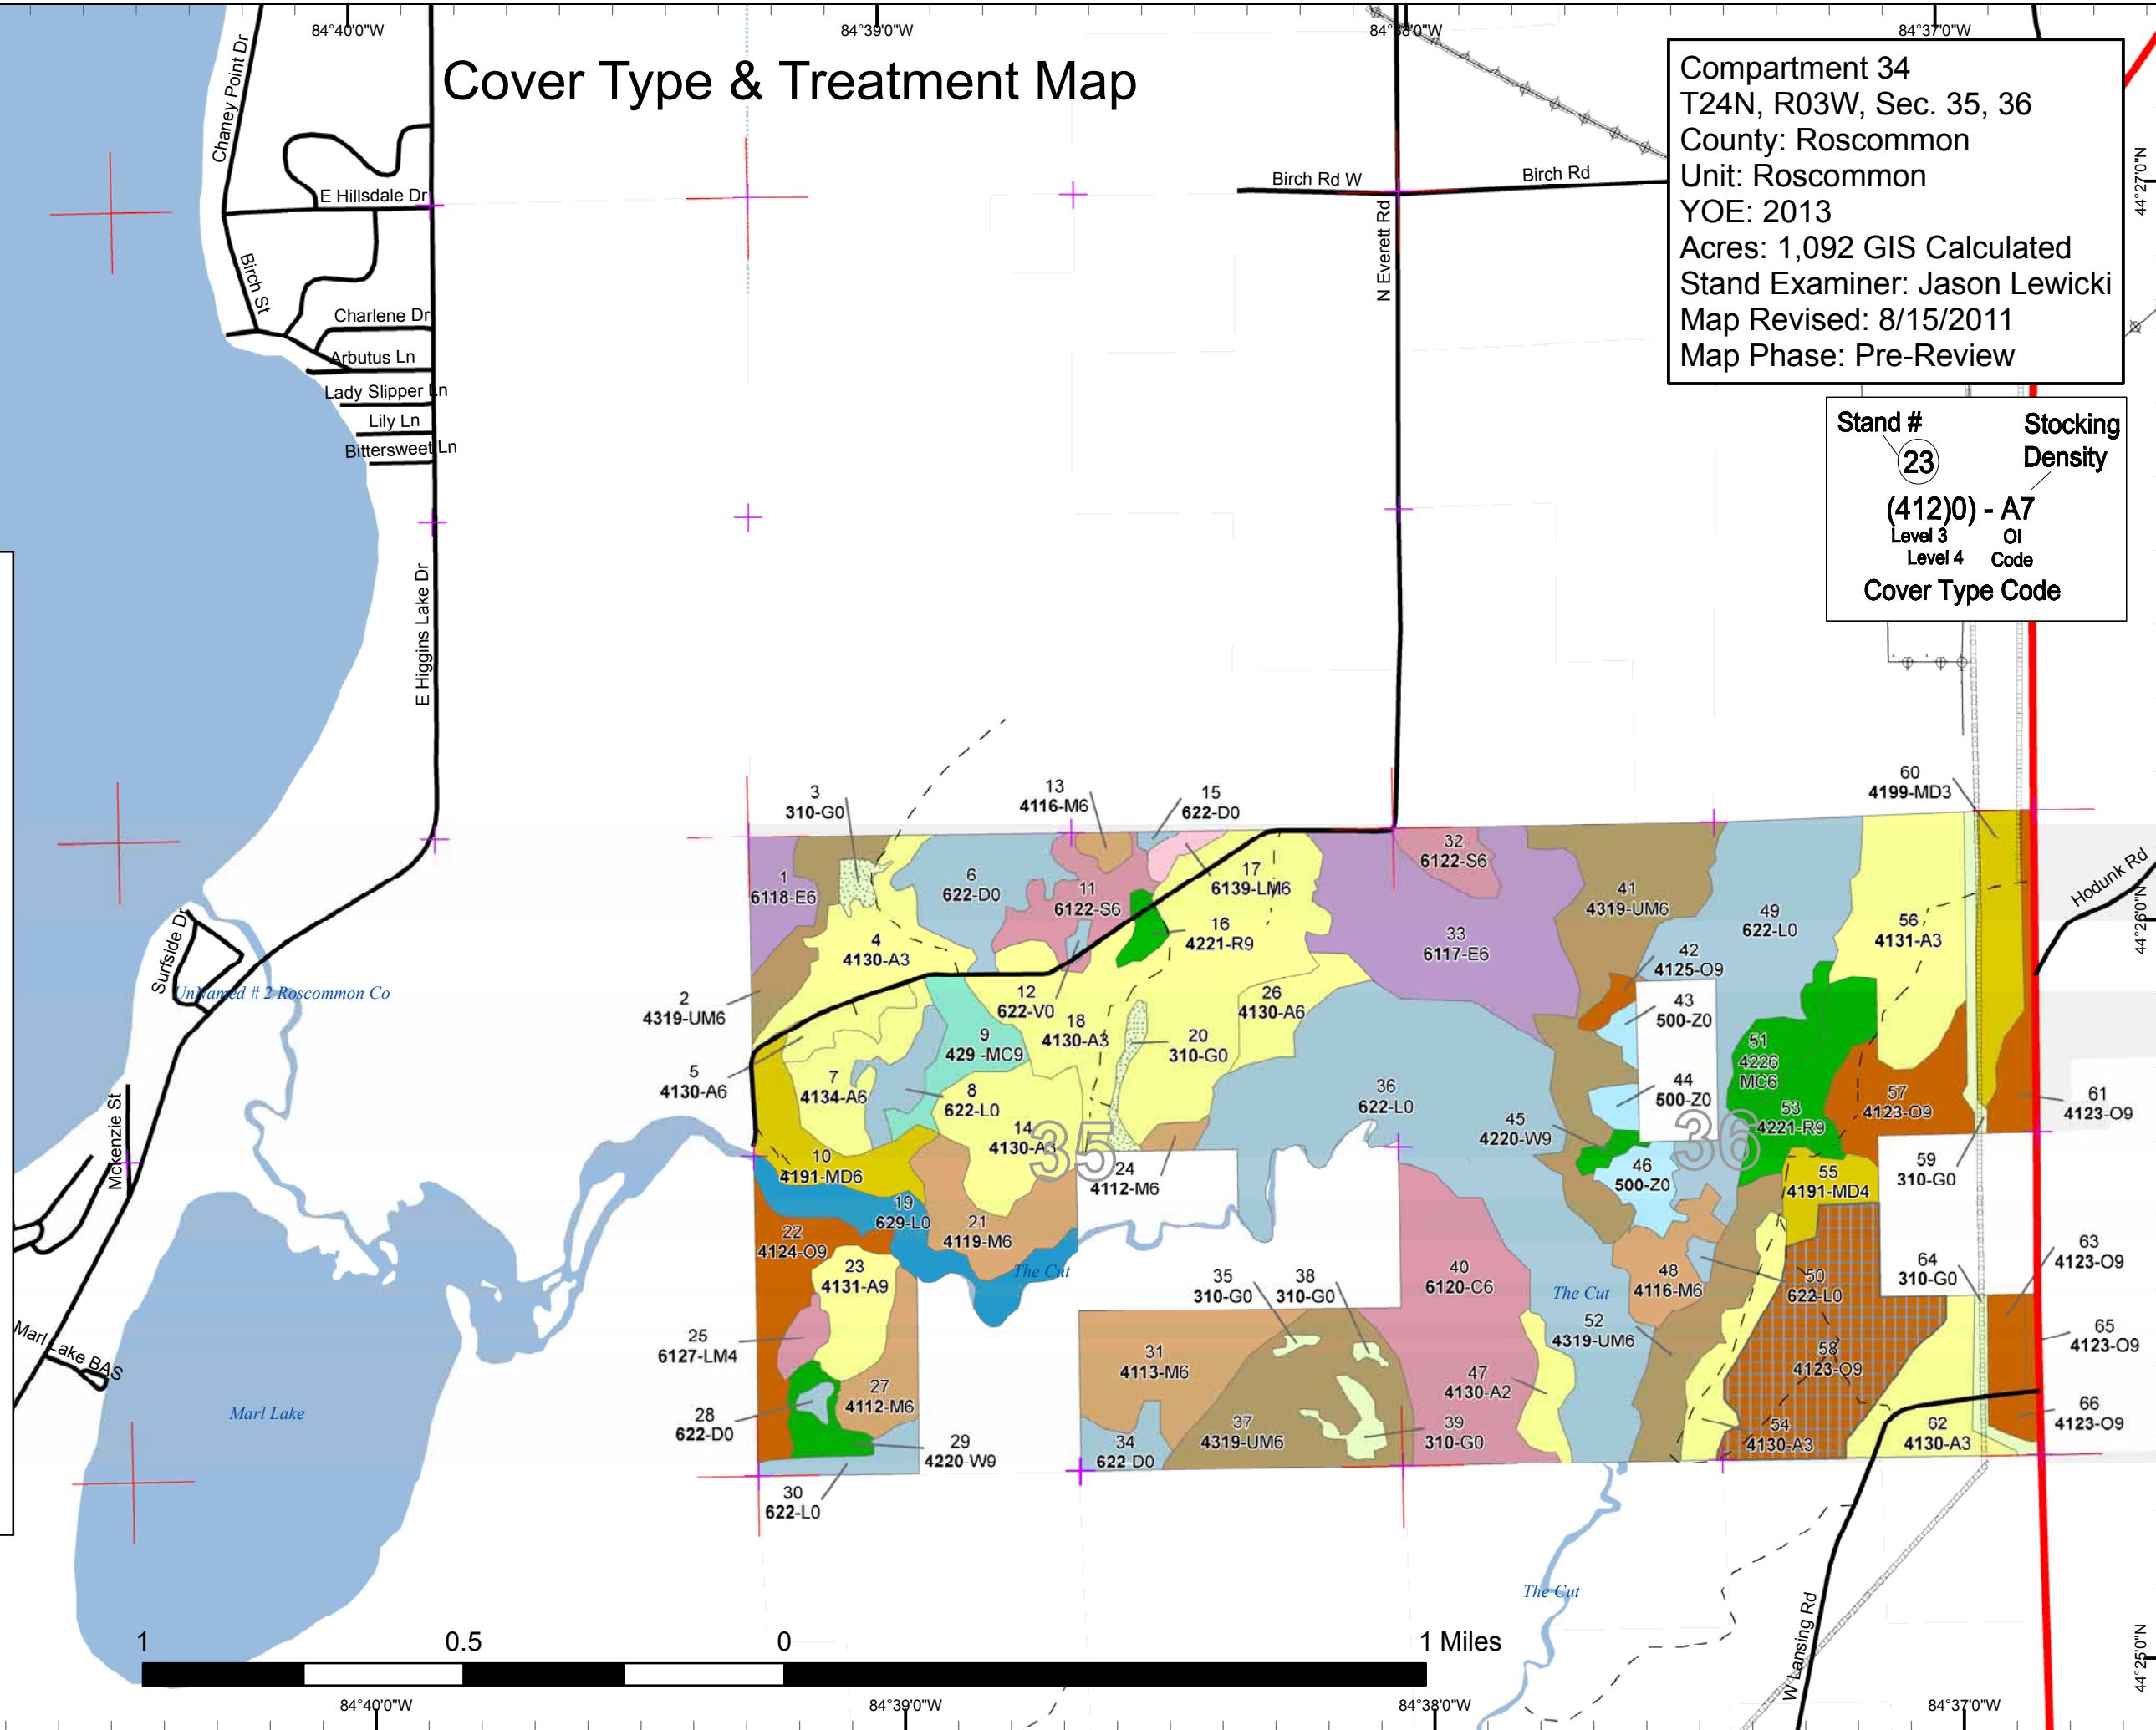 84°40'0"W
84°39'0"W
84°38'0"W
84°37'0"W
Cover Type & Treatment Map
Compartment 34
T24N, R03W, Sec. 35, 36
County: Roscommon
Unit: Roscommon
YOE: 2013
Acres: 1,092 GIS Calculated
Stand Examiner: Jason Lewicki
Map Revised: 8/15/2011
Map Phase: Pre-Review
Stand #
Stocking
Density
23
(412)0) - A7
Level 3
OI
Level 4
Code
Cover Type Code
44°27'0"N
44°26'0"N
44°25'0"N
Chaney Point Dr
E Hillsdale Dr
Birch St
Charlene Dr
Arbutus Ln
Lady Slipper Ln
Lily Ln
Bittersweet Ln
E Higgins Lake Dr
Birch Rd W
Birch Rd
N Everett Rd
Hodunk Rd
Surfside Dr
UnNamed # 2 Roscommon Co
Mckenzie St
Marl Lake BAS
Marl Lake
W Lansing Rd
The Cut
The Cut
The Cut
35
36
1
6118-E6
2
4319-UM6
3
310-G0
4
4130-A3
5
4130-A6
6
622-D0
7
4134-A6
8
622-L0
9
429 -MC9
10
4191-MD6
11
6122-S6
12
622-V0
13
4116-M6
14
4130-A3
15
622-D0
16
4221-R9
17
6139-LM6
18
4130-A3
19
629-L0
20
310-G0
21
4119-M6
22
4124-O9
23
4131-A9
24
4112-M6
25
6127-LM4
26
4130-A6
27
4112-M6
28
622-D0
29
4220-W9
30
622-L0
31
4113-M6
32
6122-S6
33
6117-E6
34
622-D0
35
310-G0
36
622-L0
37
4319-UM6
38
310-G0
39
310-G0
40
6120-C6
41
4319-UM6
42
4125-O9
43
500-Z0
44
500-Z0
45
4220-W9
46
500-Z0
47
4130-A2
48
4116-M6
49
622-L0
50
622-L0
51
4226
MC6
52
4319-UM6
53
4221-R9
54
4130-A3
55
4191-MD4
56
4131-A3
57
4123-O9
58
4123-O9
59
310-G0
60
4199-MD3
61
4123-O9
62
4130-A3
63
4123-O9
64
310-G0
65
4123-O9
66
4123-O9
1
0.5
0
1 Miles
84°40'0"W
84°39'0"W
84°38'0"W
84°37'0"W